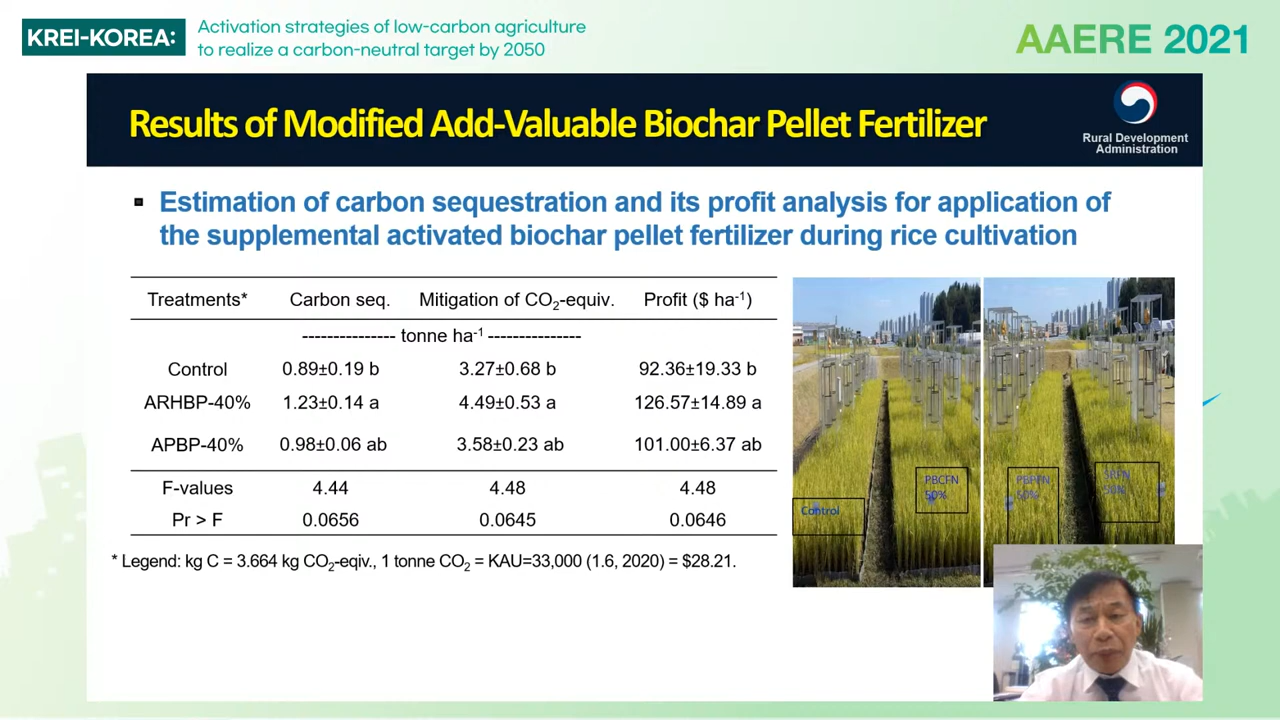 KREI-KOREA:
Activation strategies of low-carbon agriculture
to realize a carbon-neutral target by 2050
AAERE 2021
Results of Modified Add-Valuable Biochar Pellet Fertilizer
Rural Development
Administration
▪ Estimation of carbon sequestration and its profit analysis for application of
the supplemental activated biochar pellet fertilizer during rice cultivation
Treatments* Carbon seq. Mitigation of CO₂-equiv. Profit ($ ha⁻¹)
--------------- tonne ha⁻¹ ---------------
Control 0.89±0.19 b 3.27±0.68 b 92.36±19.33 b
ARHBP-40% 1.23±0.14 a 4.49±0.53 a 126.57±14.89 a
APBP-40% 0.98±0.06 ab 3.58±0.23 ab 101.00±6.37 ab
F-values 4.44 4.48 4.48
Pr > F 0.0656 0.0645 0.0646
* Legend: kg C = 3.664 kg CO₂-eqiv., 1 tonne CO₂ = KAU=33,000 (1.6, 2020) = $28.21.
Control
PBCFN
50%
PBPFN
50%
50%